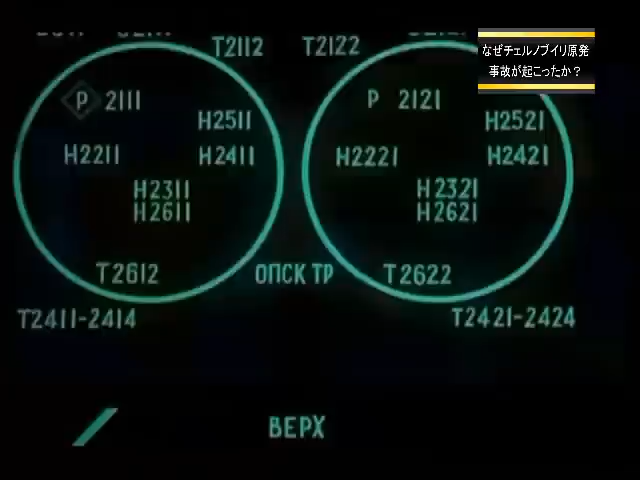 T2112
T2122
なぜチェルノブイリ原発
事故が起こったか？
P 2111
P 2121
H2511
H2521
H2211
H2411
H2221
H2421
H2311
H2611
H2321
H2621
T2612
ОПСК ТР
T2622
T2411-2414
T2421-2424
ВЕРХ